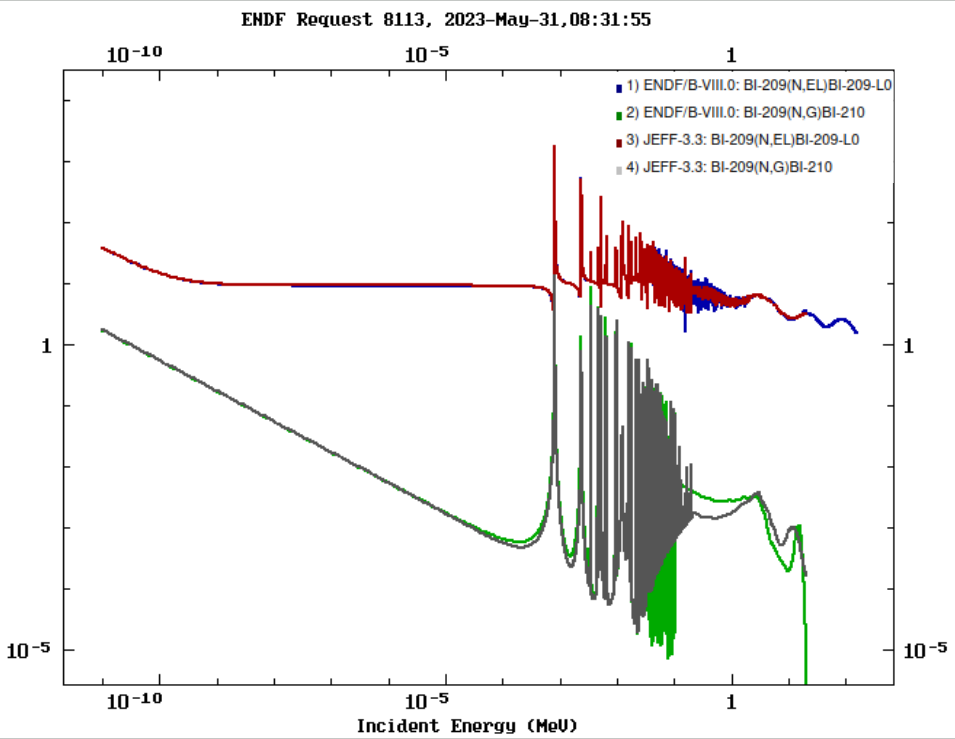 ENDF Request 8113, 2023-May-31,08:31:55
10-10 10-5 1
1) ENDF/B-VIII.0: BI-209(N,EL)BI-209-L0
2) ENDF/B-VIII.0: BI-209(N,G)BI-210
3) JEFF-3.3: BI-209(N,EL)BI-209-L0
4) JEFF-3.3: BI-209(N,G)BI-210
1 1
10-5 10-5
10-10 10-5 1
Incident Energy (MeV)